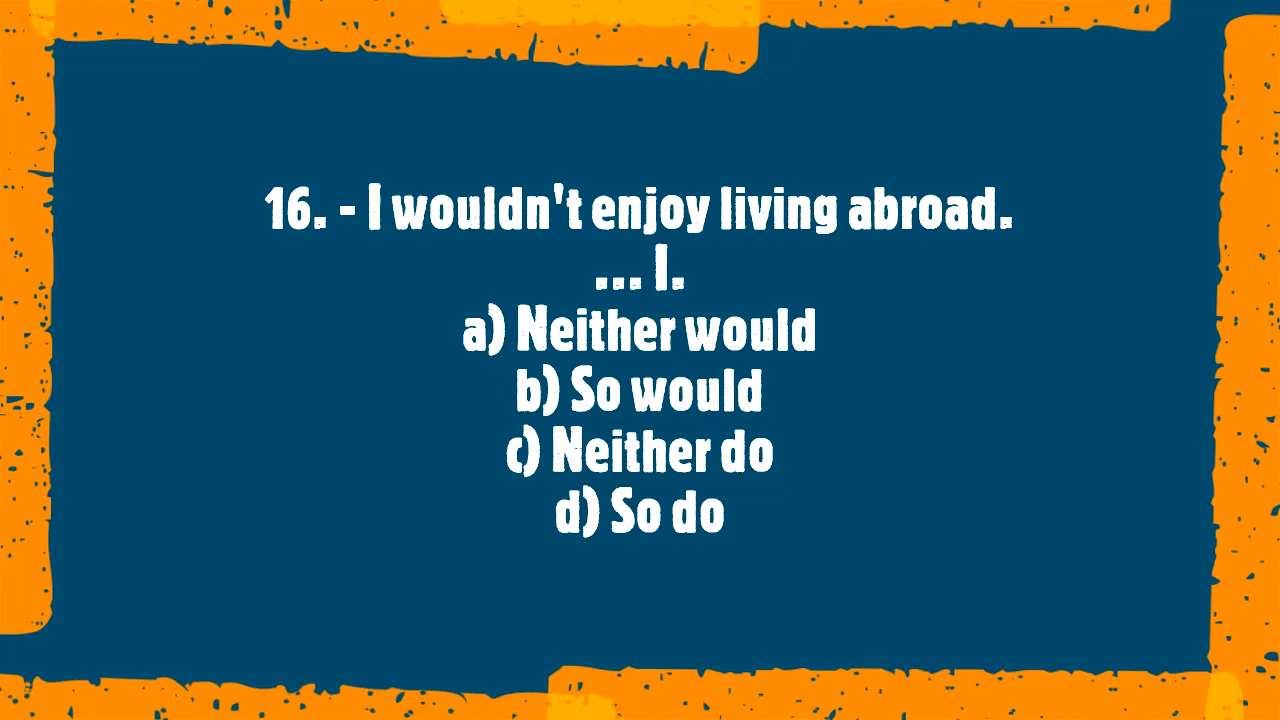 16. - I wouldn't enjoy living abroad.
... I.
a) Neither would
b) So would
c) Neither do
d) So do